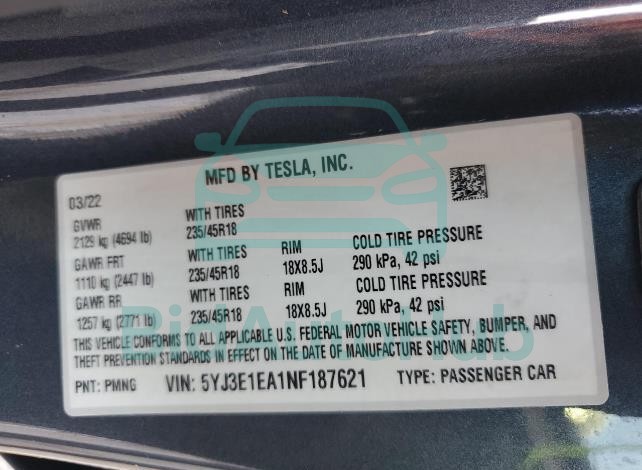 MFD BY TESLA, INC.
03/22
GVWR WITH TIRES
2129 kg (4694 lb) 235/45R18
GAWR FRT WITH TIRES RIM COLD TIRE PRESSURE
1110 kg (2447 lb) 235/45R18 18X8.5J 290 kPa, 42 psi
GAWR RR WITH TIRES RIM COLD TIRE PRESSURE
1257 kg (2771 lb) 235/45R18 18X8.5J 290 kPa, 42 psi
THIS VEHICLE CONFORMS TO ALL APPLICABLE U.S. FEDERAL MOTOR VEHICLE SAFETY, BUMPER, AND
THEFT PREVENTION STANDARDS IN EFFECT ON THE DATE OF MANUFACTURE SHOWN ABOVE.
PNT: PMNG VIN: 5YJ3E1EA1NF187621 TYPE: PASSENGER CAR
BidAutoHub